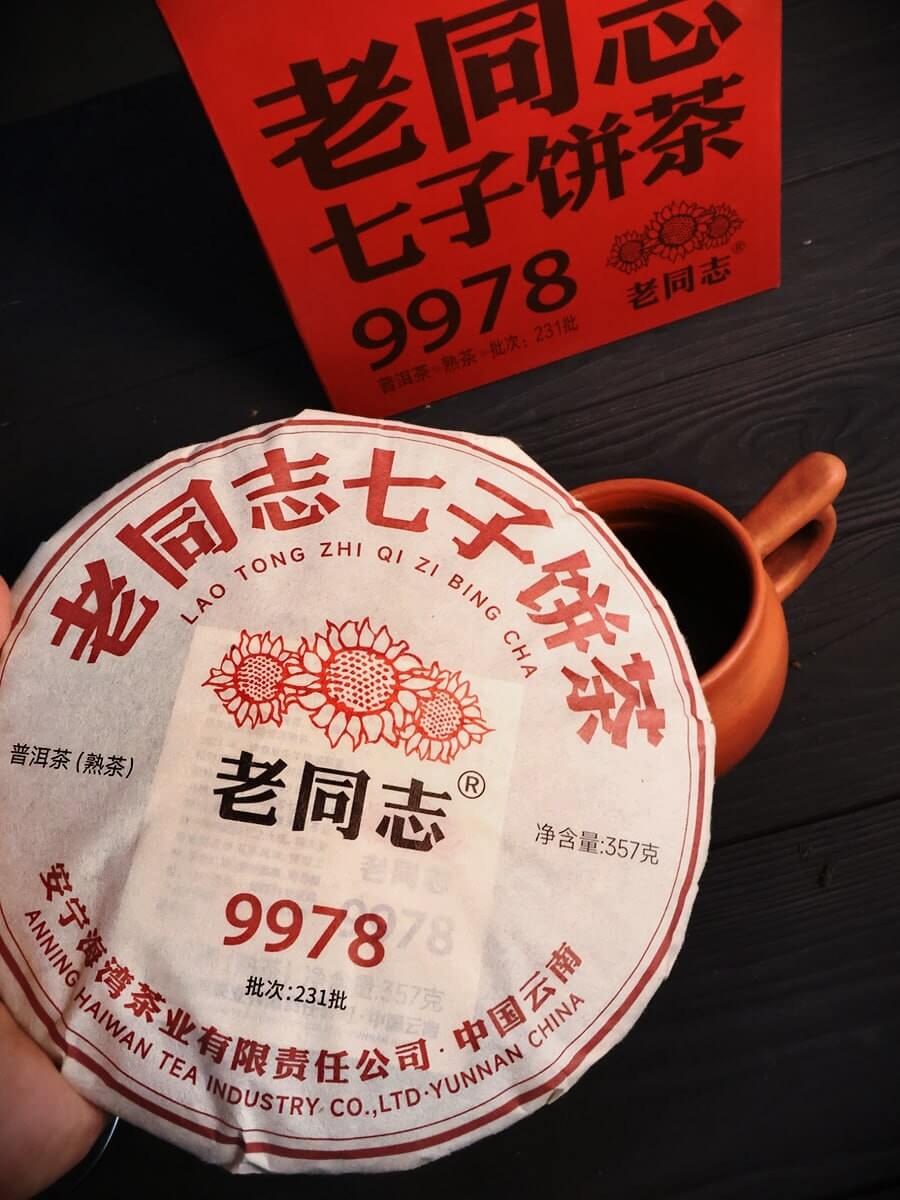 老同志
七子饼茶
9978
老同志®
普洱茶·熟茶·批次：231批
老同志七子饼茶
LAO TONG ZHI QI ZI BING CHA
老同志®
普洱茶(熟茶)
净含量:357克
9978
批次:231批
安宁海湾茶业有限责任公司·中国云南
ANNING HAIWAN TEA INDUSTRY CO.,LTD·YUNNAN CHINA